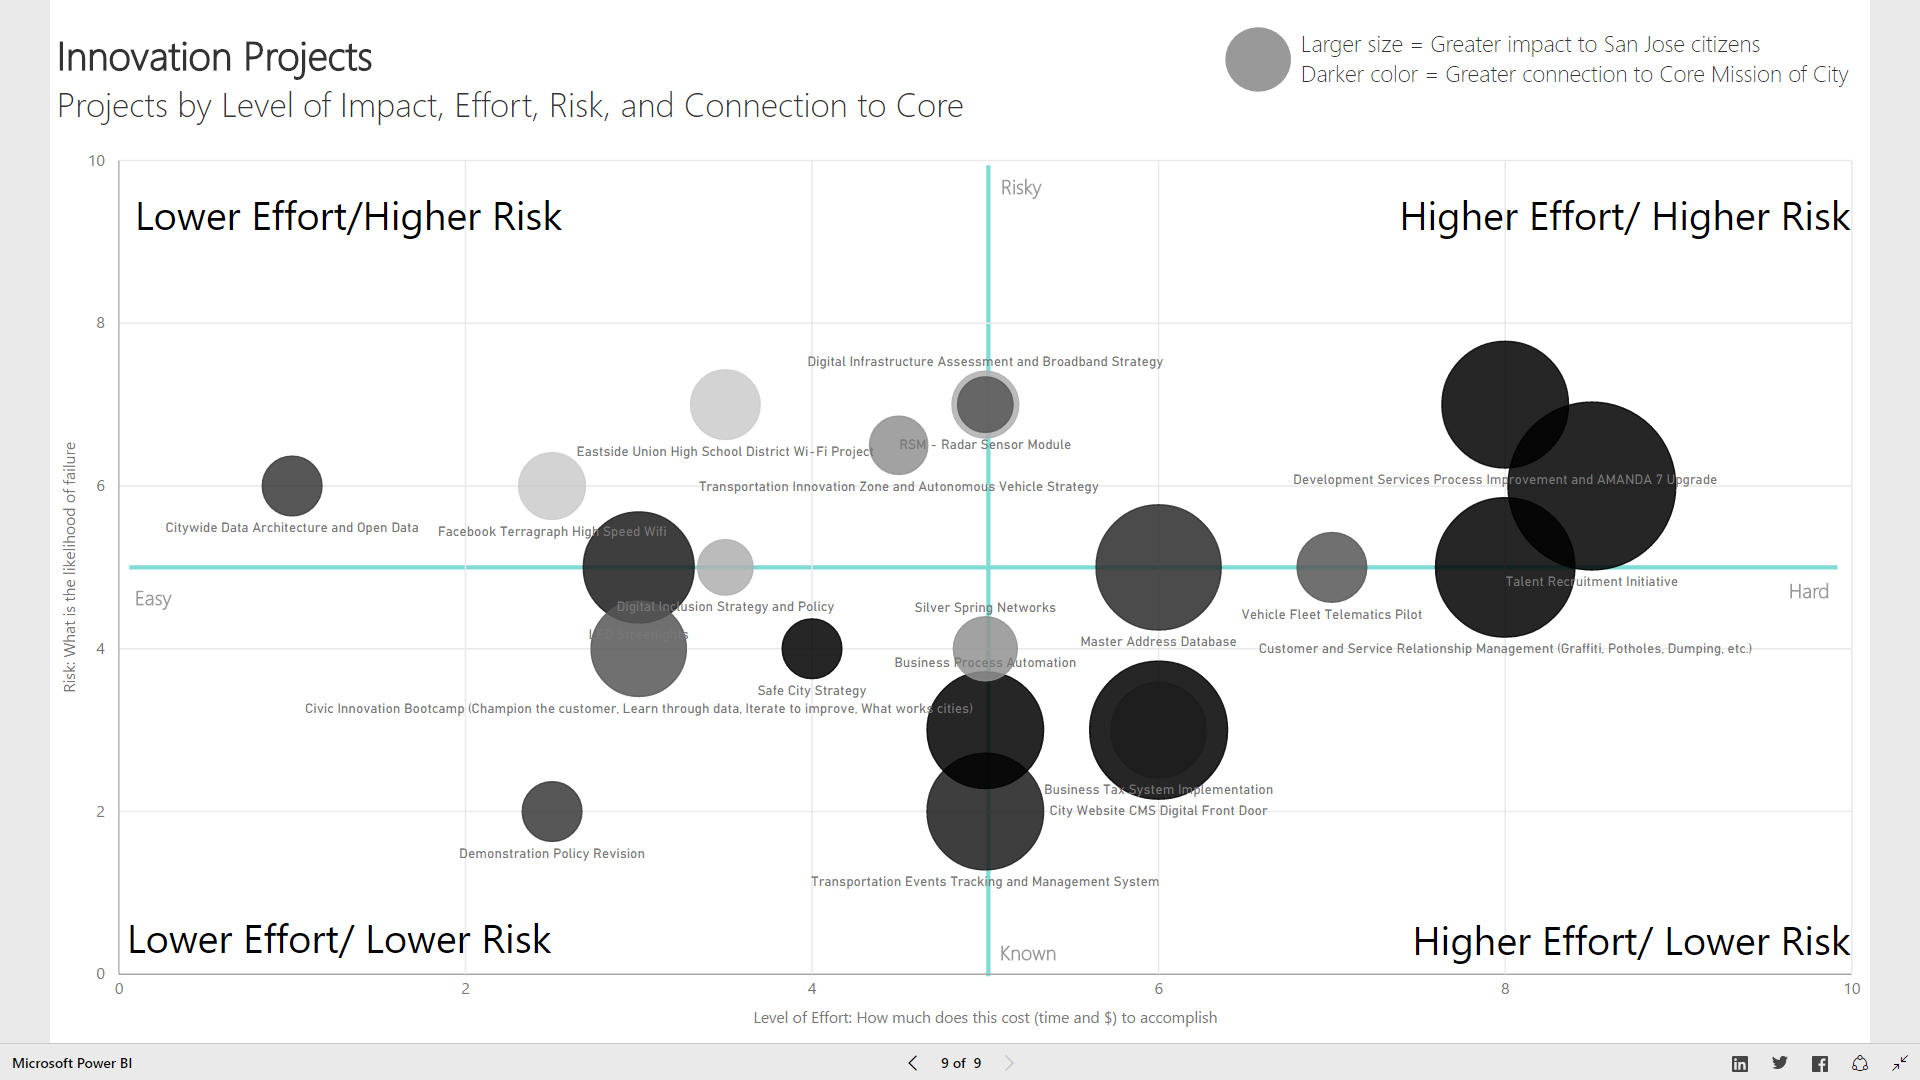 Innovation Projects
Projects by Level of Impact, Effort, Risk, and Connection to Core
Larger size = Greater impact to San Jose citizens
Darker color = Greater connection to Core Mission of City
10
8
6
4
2
0
Risk: What is the likelihood of failure
Lower Effort/Higher Risk
Risky
Higher Effort/ Higher Risk
Digital Infrastructure Assessment and Broadband Strategy
RSM - Radar Sensor Module
Eastside Union High School District Wi-Fi Project
Development Services Process Improvement and AMANDA 7 Upgrade
Transportation Innovation Zone and Autonomous Vehicle Strategy
Citywide Data Architecture and Open Data
Facebook Terragraph High Speed Wifi
Talent Recruitment Initiative
Easy
Hard
Digital Inclusion Strategy and Policy
Silver Spring Networks
Vehicle Fleet Telematics Pilot
LED Streetlights
Master Address Database
Customer and Service Relationship Management (Graffiti, Potholes, Dumping, etc.)
Business Process Automation
Safe City Strategy
Civic Innovation Bootcamp (Champion the customer, Learn through data, Iterate to improve, What works cities)
Business Tax System Implementation
City Website CMS Digital Front Door
Demonstration Policy Revision
Transportation Events Tracking and Management System
Lower Effort/ Lower Risk
Known
Higher Effort/ Lower Risk
0
2
4
6
8
10
Level of Effort: How much does this cost (time and $) to accomplish
Microsoft Power BI
9 of 9